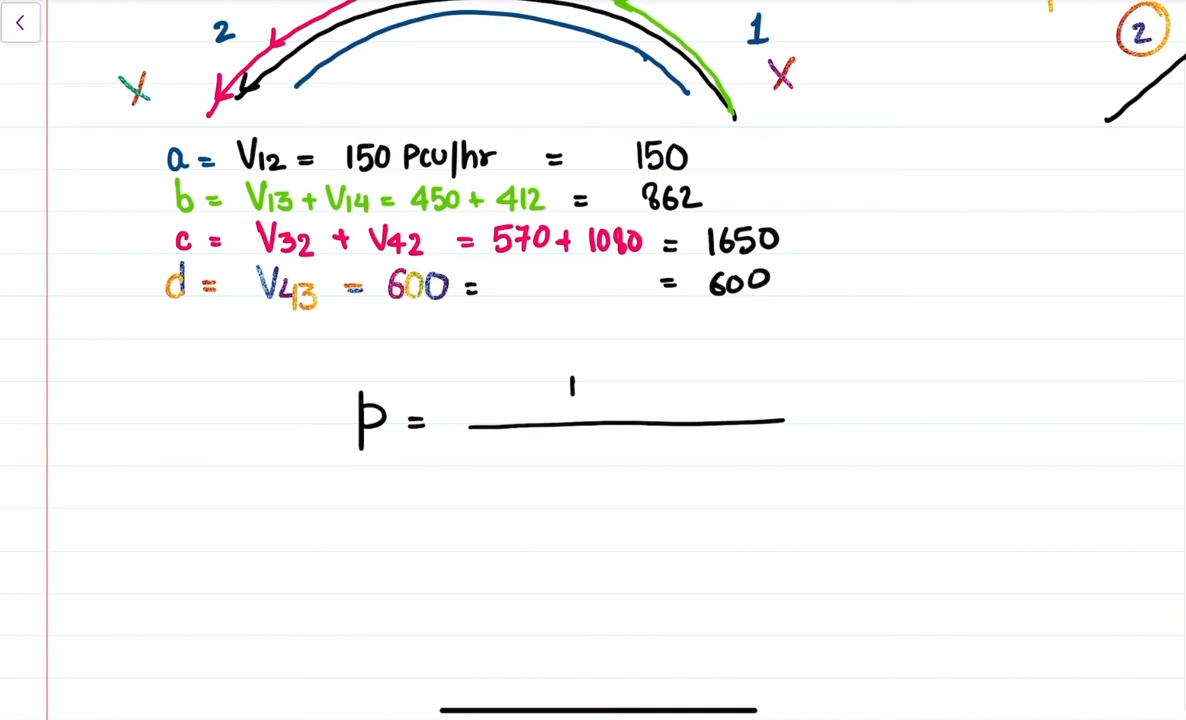 2
1
2
X
X
a = V12 = 150 Pcu/hr = 150
b = V13 + V14 = 450 + 412 = 862
c = V32 + V42 = 570 + 1080 = 1650
d = V43 = 600 = = 600
p =